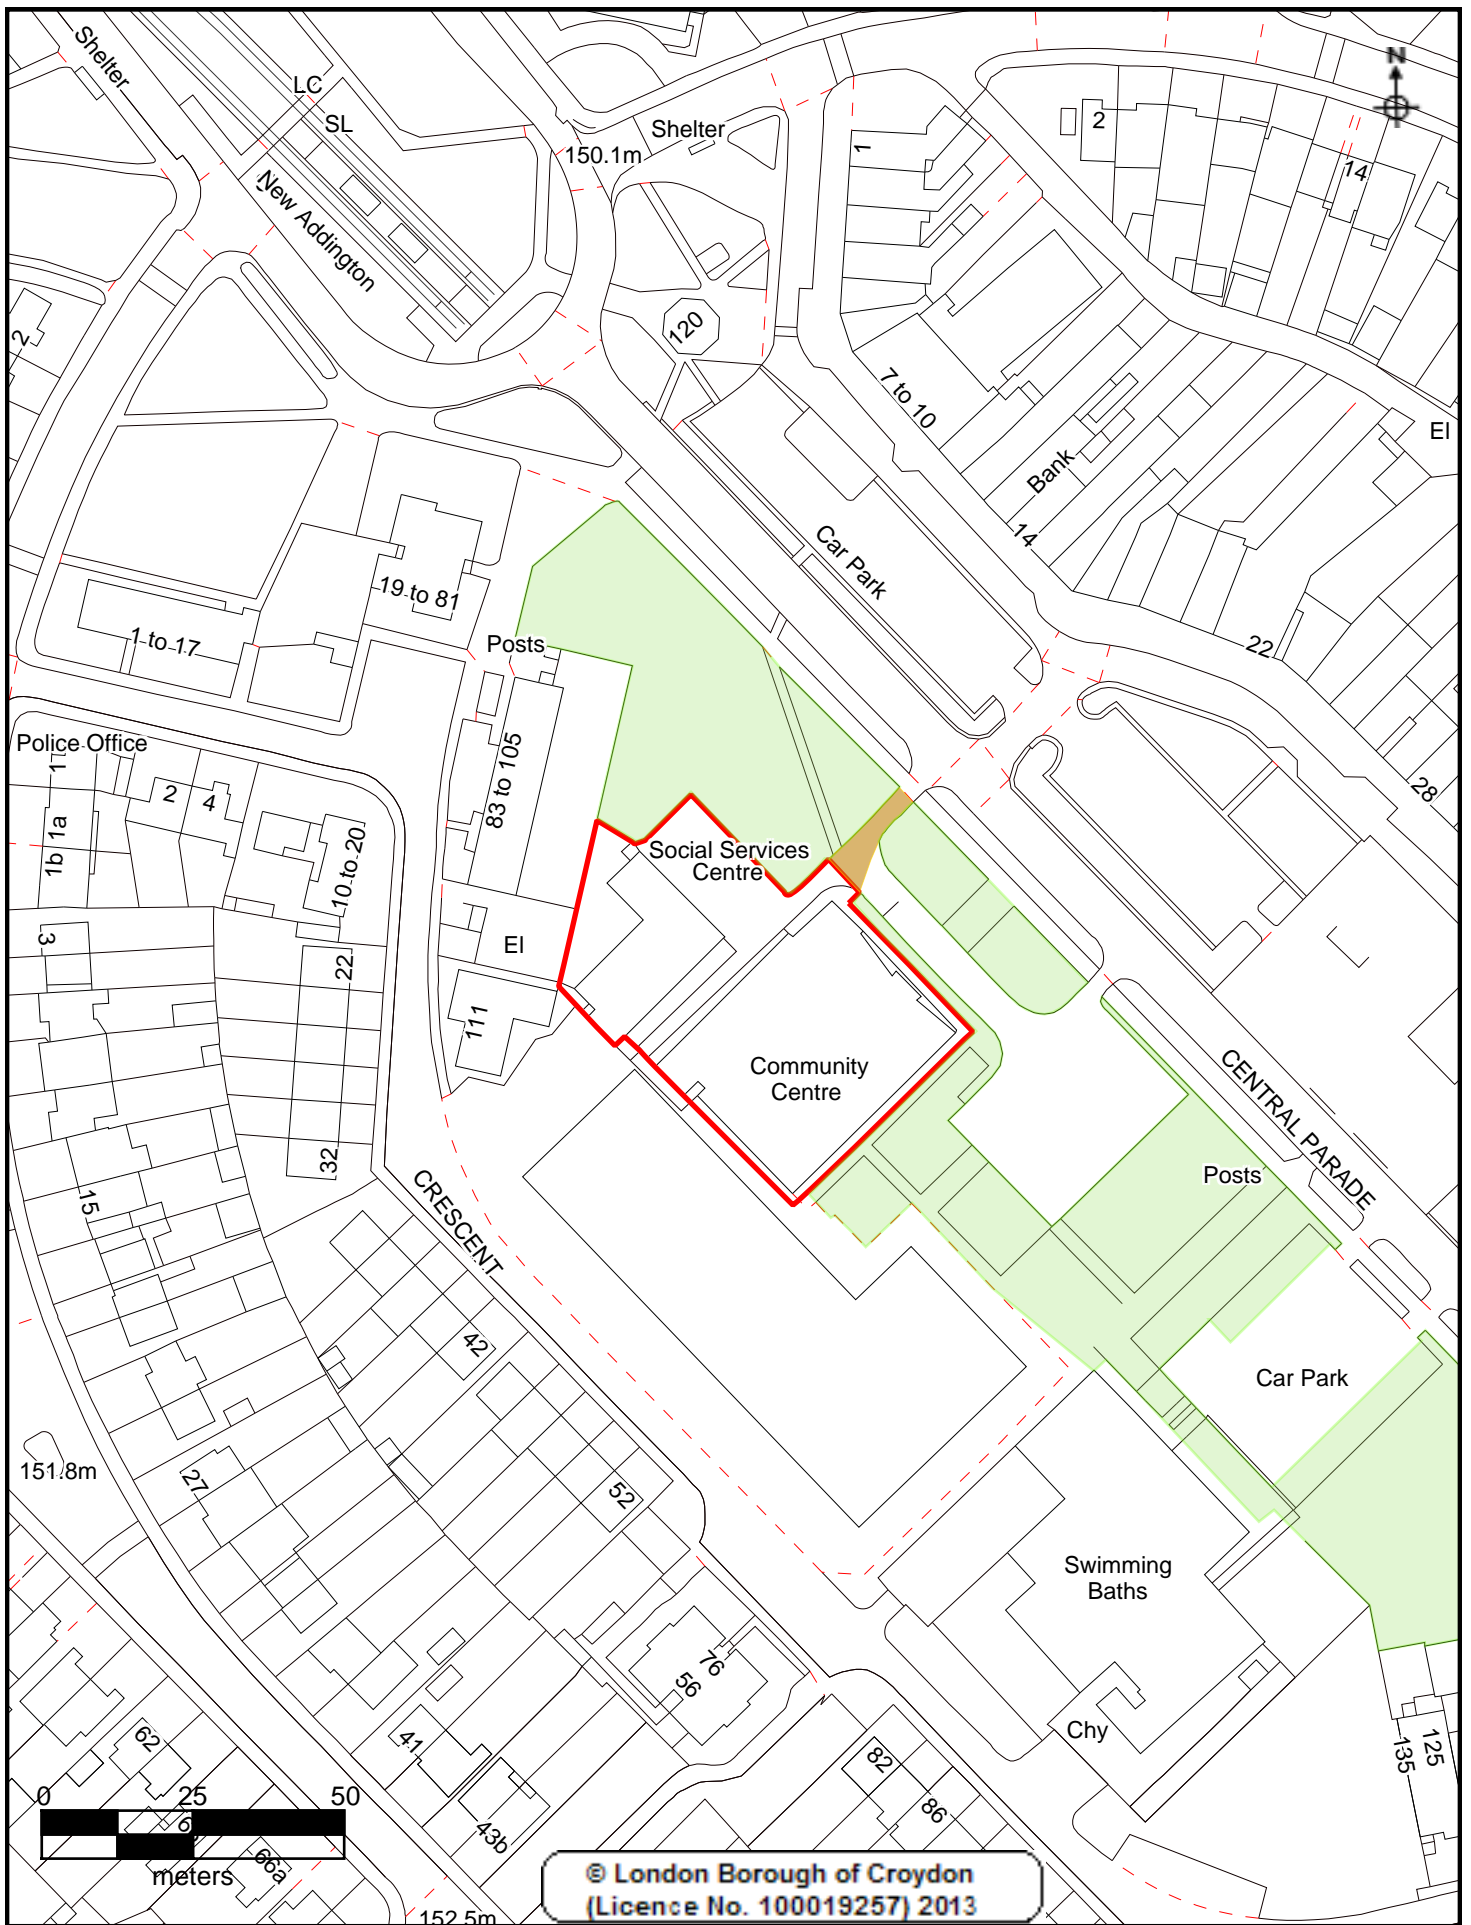 Shelter
LC
SL
New Addington
150.1m
Shelter
N
1
2
14
120
2
7 to 10
Bank
El
14
Car Park
19 to 81
1 to 17
Posts
22
Police Office
83 to 105
28
1
1a
1b
2
4
10 to 20
Social Services
Centre
3
22
El
111
Community
Centre
CENTRAL PARADE
32
15
CRESCENT
Posts
42
Car Park
151.8m
27
52
Swimming
Baths
76
56
62
41
Chy
82
86
135
125
43b
66a
0 25 50
meters
152.5m
© London Borough of Croydon
(Licence No. 100019257) 2013